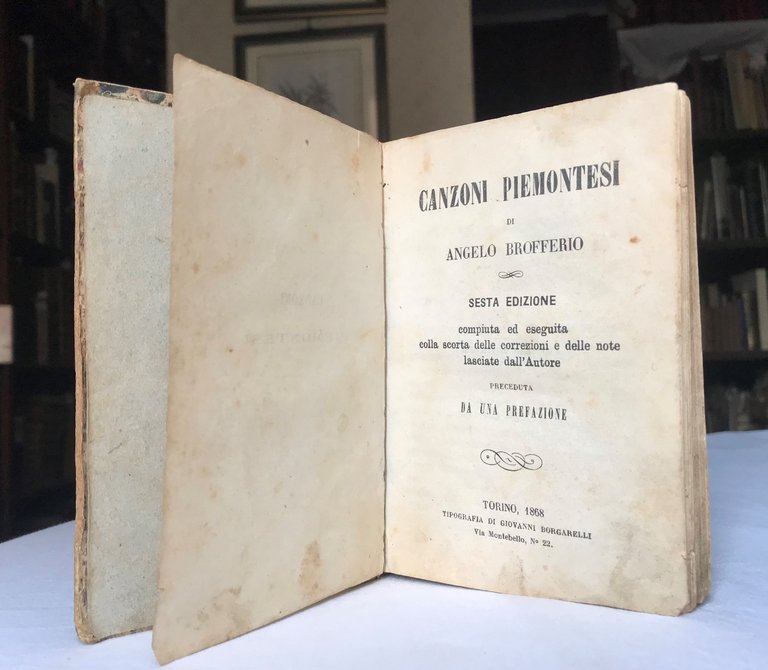 CANZONI PIEMONTESI
DI
ANGELO BROFFERIO
SESTA EDIZIONE
compiuta ed eseguita
colla scorta delle correzioni e delle note
lasciate dall'Autore
PRECEDUTA
DA UNA PREFAZIONE
TORINO, 1868
TIPOGRAFIA DI GIOVANNI BORGARELLI
Via Montebello, Nº 22.